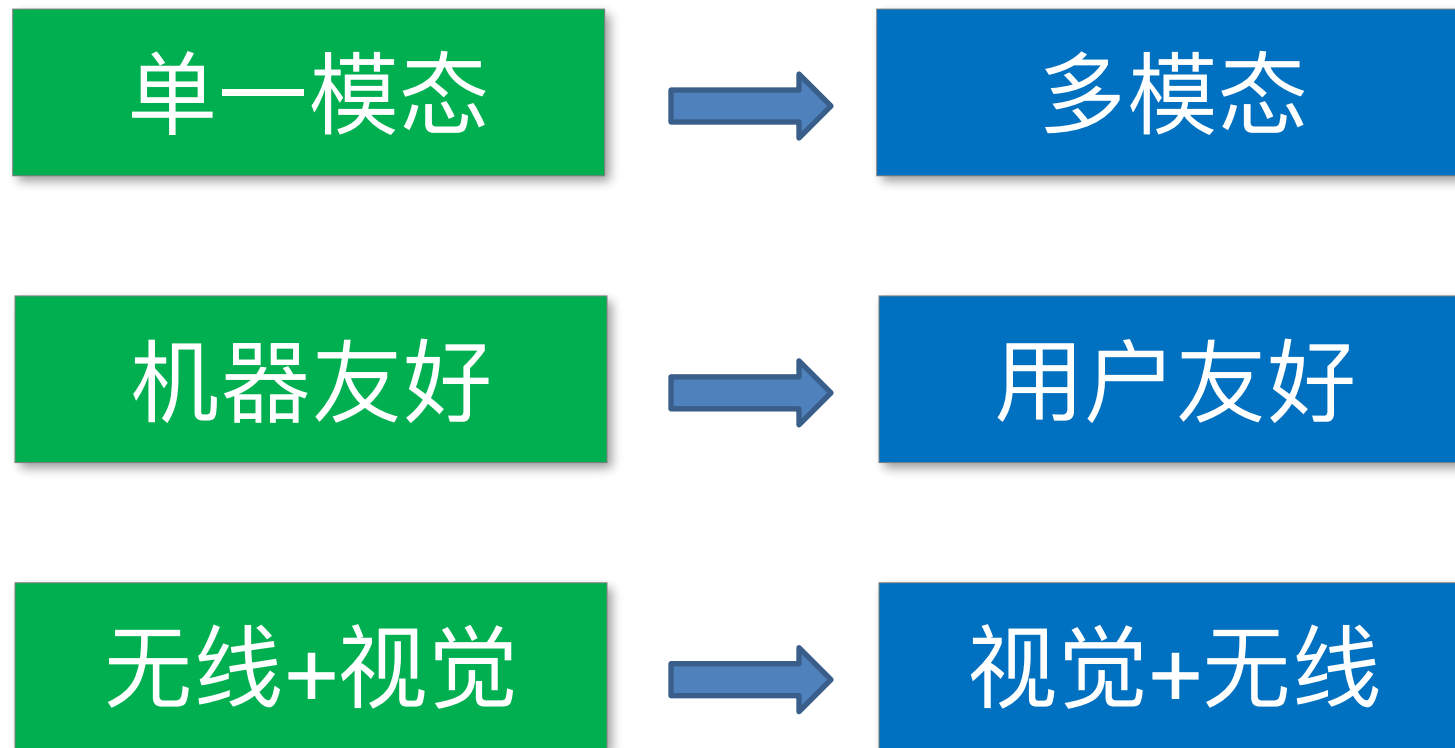 单一模态
多模态
机器友好
用户友好
无线+视觉
视觉+无线